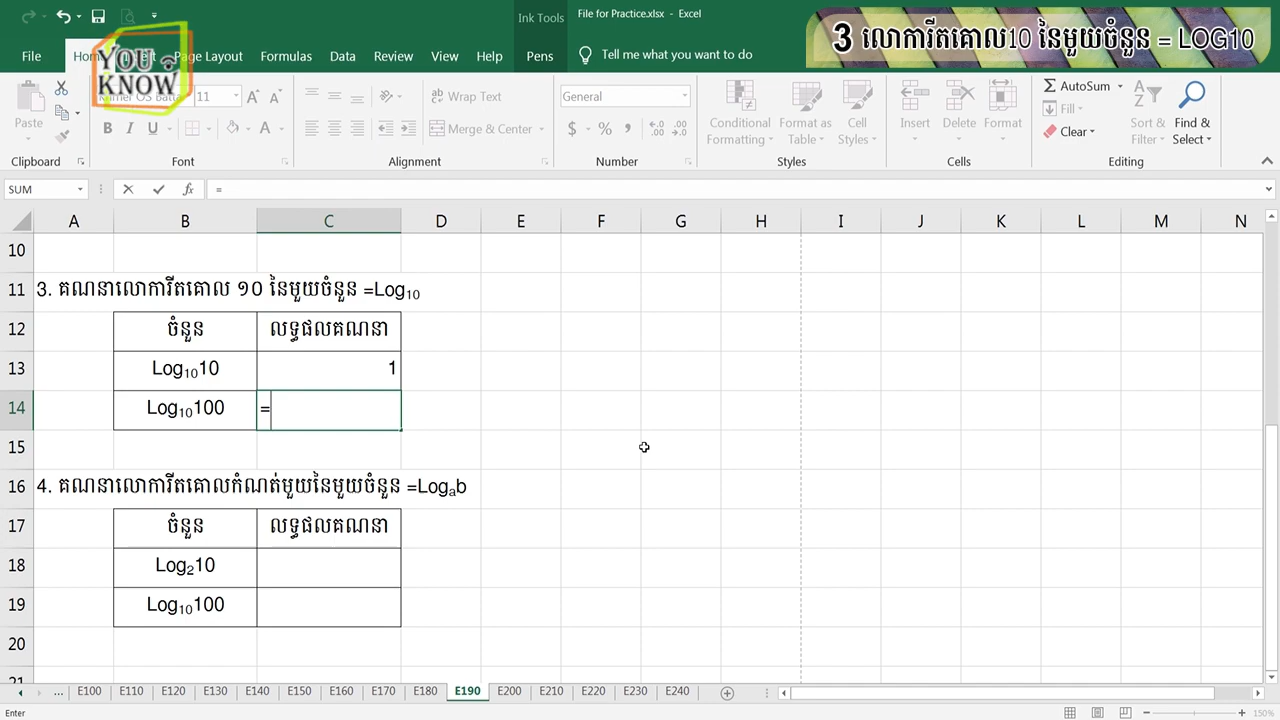 Ink Tools
File for Practice.xlsx - Excel
3 លោការីតគោល10 នៃមួយចំនួន = LOG10
YOU KNOW
File
Page Layout
Formulas
Data
Review
View
Help
Pens
Tell me what you want to do
Paste
11
Wrap Text
Merge & Center
General
Conditional Formatting
Format as Table
Cell Styles
Insert
Delete
Format
AutoSum
Fill
Clear
Sort & Filter
Find & Select
Clipboard
Font
Alignment
Number
Styles
Cells
Editing
SUM
=
A B C D E F G H I J K L M N
10
11 3. គណនាលោការីតគោល ១០ នៃមួយចំនួន =Log10
12 ចំនួន លទ្ធផលគណនា
13 Log1010 1
14 Log10100 =
15
16 4. គណនាលោការីតគោលកំណត់មួយនៃមួយចំនួន =Logab
17 ចំនួន លទ្ធផលគណនា
18 Log210
19 Log10100
20
21
... E100 E110 E120 E130 E140 E150 E160 E170 E180 E190 E200 E210 E220 E230 E240
Enter
150%